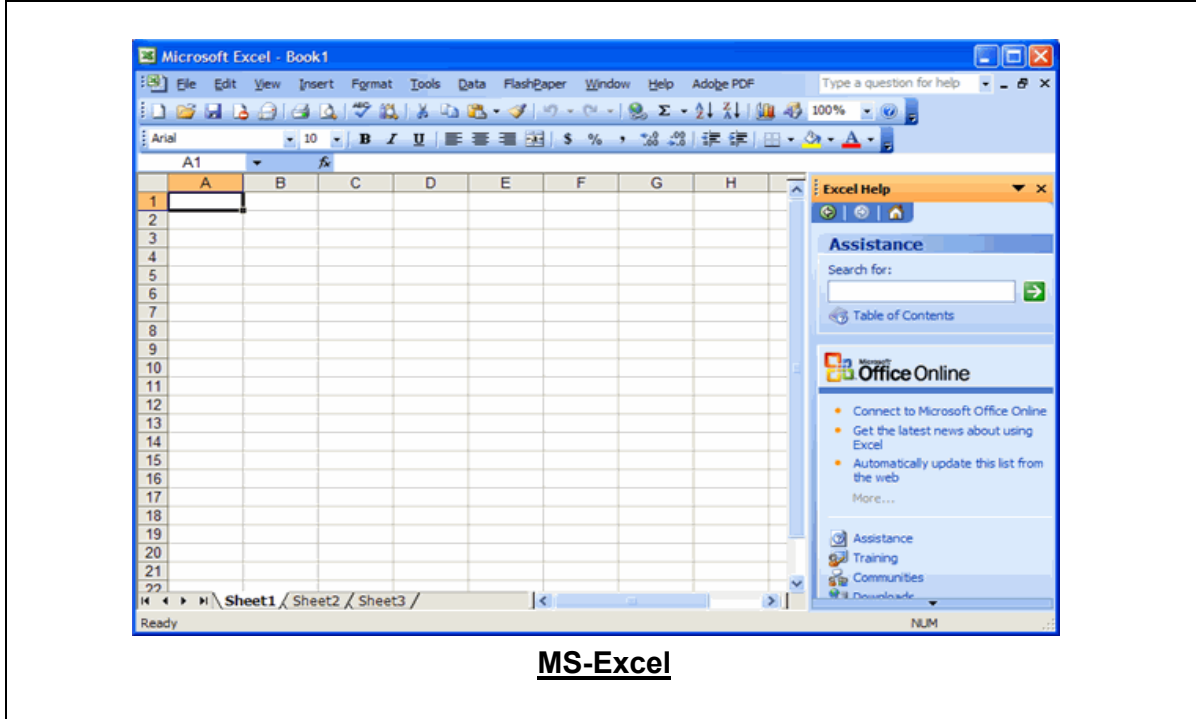 Microsoft Excel - Book1
File Edit View Insert Format Tools Data FlashPaper Window Help Adobe PDF Type a question for help
100%
Arial 10 B I U $ % ,
A1 fx
A B C D E F G H
1
2
3
4
5
6
7
8
9
10
11
12
13
14
15
16
17
18
19
20
21
22
Sheet1 Sheet2 Sheet3
Ready NUM
Excel Help
Assistance
Search for:
Table of Contents
Microsoft
Office Online
Connect to Microsoft Office Online
Get the latest news about using
Excel
Automatically update this list from
the web
More...
Assistance
Training
Communities
Downloads
MS-Excel